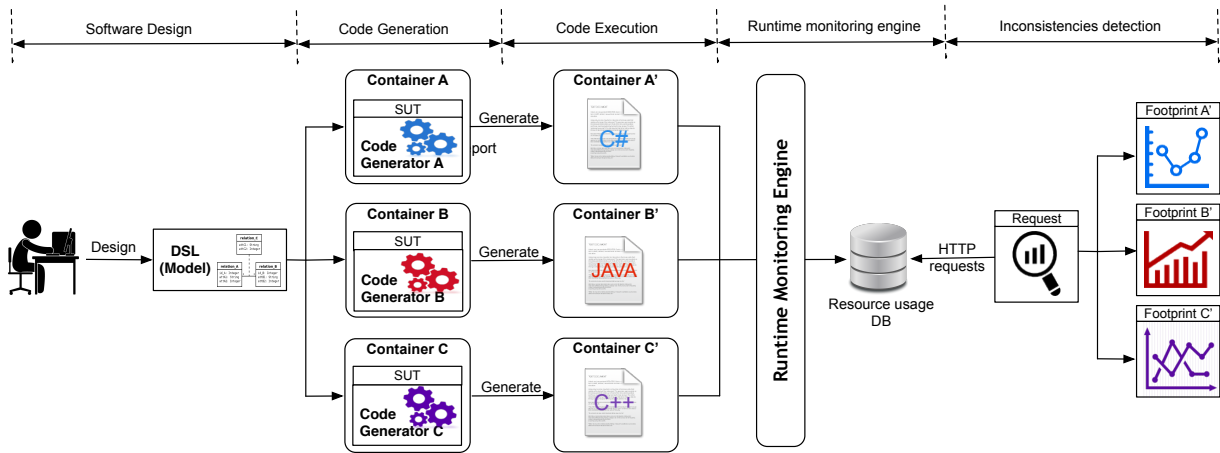 Software Design
Code Generation
Code Execution
Runtime monitoring engine
Inconsistencies detection
Container A
SUT
Code
Generator A
Generate
port
Container A’
C#
Container B
SUT
Code
Generator B
Generate
Container B’
JAVA
Container C
SUT
Code
Generator C
Generate
Container C’
C++
Design
DSL
(Model)
Runtime Monitoring Engine
Resource usage
DB
HTTP
requests
Request
Footprint A’
Footprint B’
Footprint C’